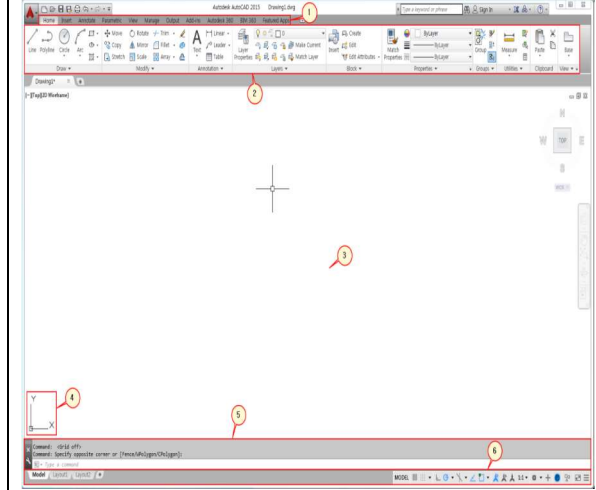 Autodesk AutoCAD 2015 Drawing1.dwg
Type a keyword or phrase Sign In
Home Insert Annotate Parametric View Manage Output Add-ins Autodesk 360 BIM 360 Featured Apps
1
Line Polyline Circle Arc
Move Rotate Trim
Copy Mirror Fillet
Stretch Scale Array
Text Linear
Leader
Table
Layer Properties
0
Make Current
Match Layer
Insert Create
Edit
Edit Attributes
Match Properties
ByLayer
ByLayer
ByLayer
Group Measure Paste Base
Draw Modify Annotation Layers Block Properties Groups Utilities Clipboard View
2
Drawing1*
[-][Top][2D Wireframe]
N
W TOP E
S
WCS
3
Y
X
4
5
Command: <Grid off>
Command: Specify opposite corner or [Fence/WPolygon/CPolygon]:
Type a command
6
Model Layout1 Layout2 +
MODEL 1:1